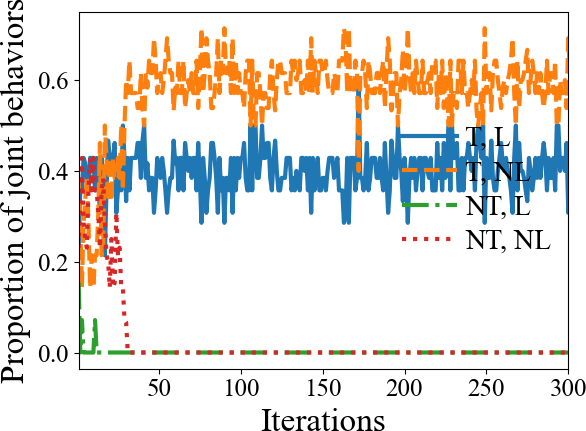 Proportion of joint behaviors
0.6
0.4
0.2
0.0
T, L
T, NL
NT, L
NT, NL
50
100
150
200
250
300
Iterations